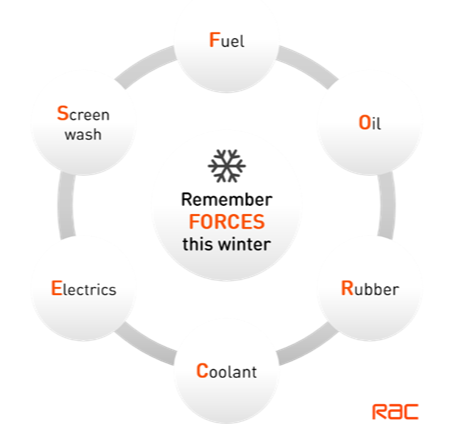 Fuel
Oil
Rubber
Coolant
Electrics
Screen
wash
Remember
FORCES
this winter
RAC